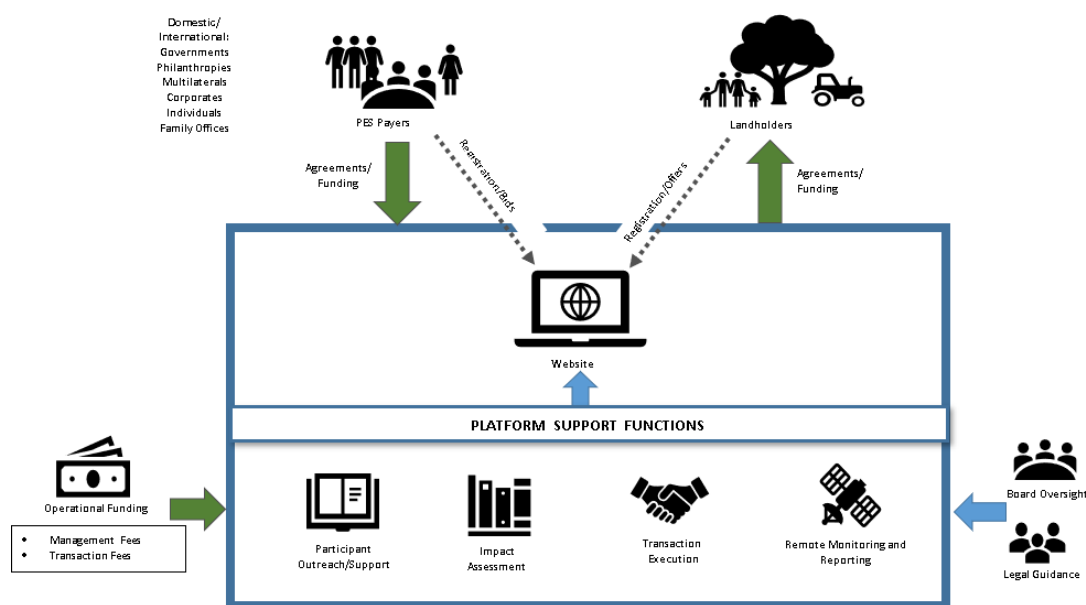 Domestic/
International:
Governments
Philanthropies
Multilaterals
Corporates
Individuals
Family Offices
PES Payers
Landholders
Agreements/
Funding
Registration/Bids
Registration/Offers
Agreements/
Funding
Website
PLATFORM SUPPORT FUNCTIONS
Operational Funding
• Management Fees
• Transaction Fees
Participant
Outreach/Support
Impact
Assessment
Transaction
Execution
Remote Monitoring and
Reporting
Board Oversight
Legal Guidance